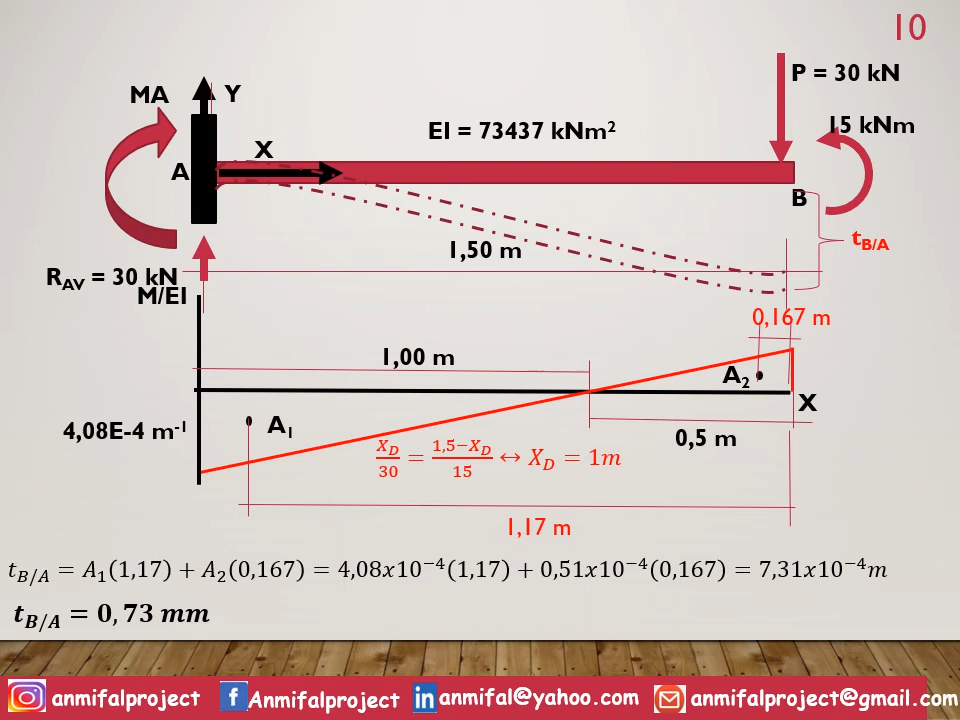 10
P = 30 kN
MA
Y
15 kNm
EI = 73437 kNm²
X
A
B
t_B/A
1,50 m
R_AV = 30 kN
M/EI
0,167 m
1,00 m
A₂
X
4,08E-4 m⁻¹
A₁
0,5 m
X_D/30 = 1,5−X_D/15 ↔ X_D = 1m
1,17 m
t_B/A = A₁(1,17) + A₂(0,167) = 4,08x10⁻⁴(1,17) + 0,51x10⁻⁴(0,167) = 7,31x10⁻⁴m
t_B/A = 0,73 mm
anmifalproject Anmifalproject anmifal@yahoo.com anmifalproject@gmail.com